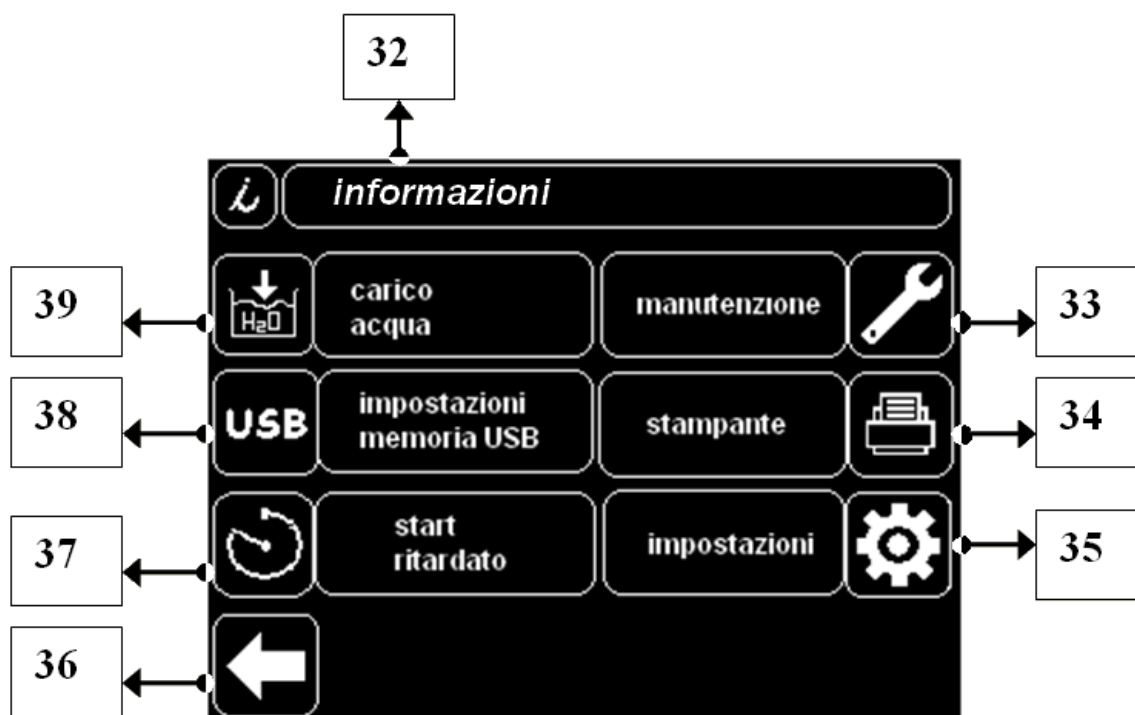 32
informazioni
39
H₂O
carico
acqua
manutenzione
33
38
USB
impostazioni
memoria USB
stampante
34
37
start
ritardato
impostazioni
35
36